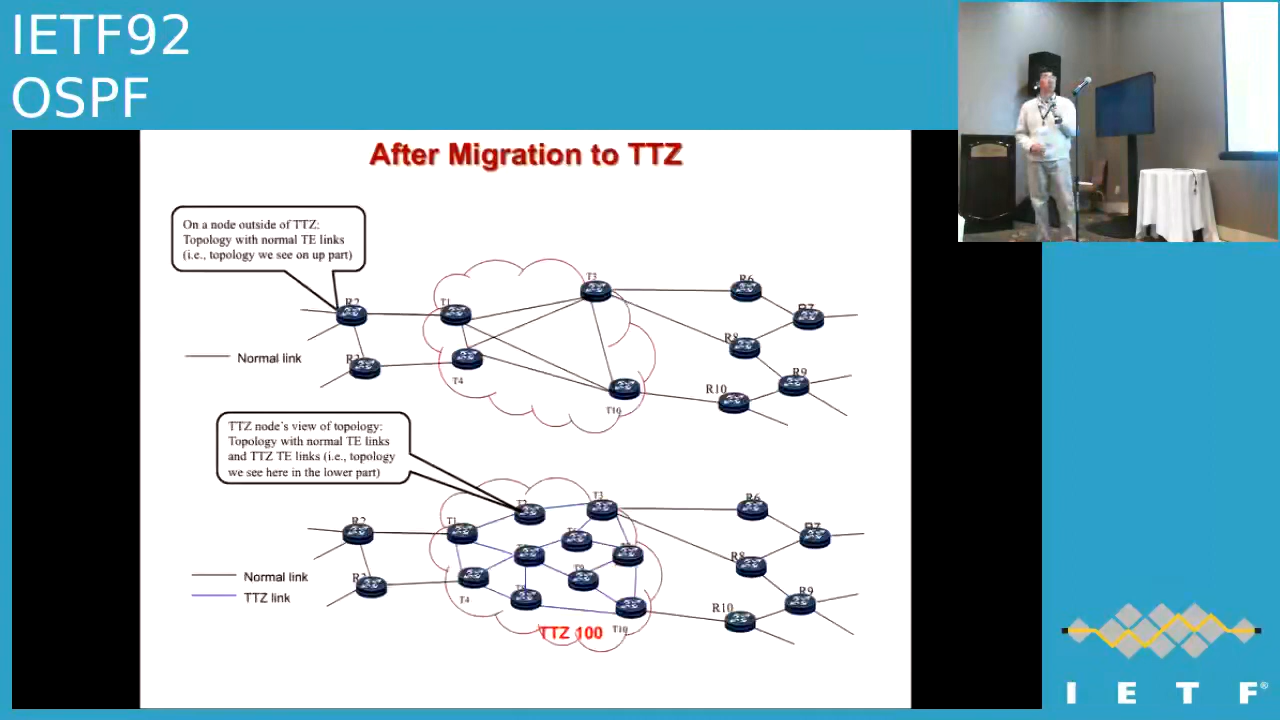 IETF92
OSPF
After Migration to TTZ
On a node outside of TTZ:
Topology with normal TE links
(i.e., topology we see on up part)
R2
T1
T3
R6
R7
R8
R9
R10
T4
T10
Normal link
TTZ node's view of topology:
Topology with normal TE links
and TTZ TE links (i.e., topology
we see here in the lower part)
R2
T1
T2
T3
R6
R7
R8
R9
R10
T4
T10
Normal link
TTZ link
TTZ 100
I E T F®